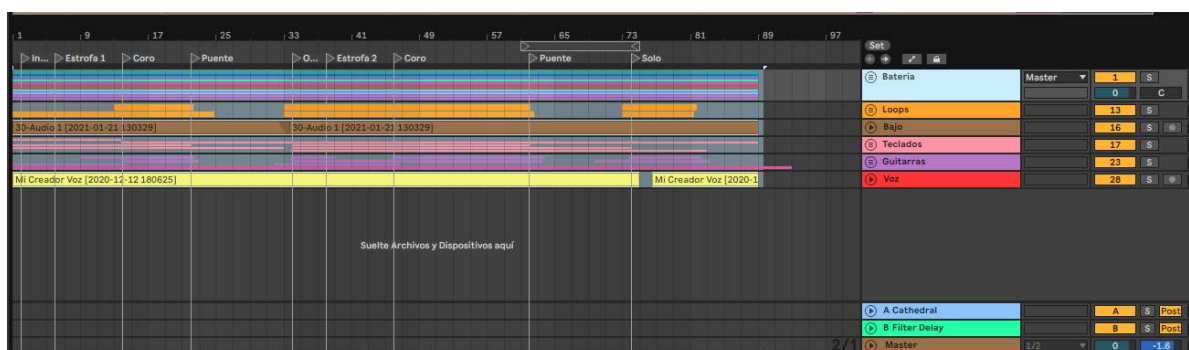 1 9 17 25 33 41 49 57 65 73 81 89 97
Set
In... Estrofa 1 Coro Puente O... Estrofa 2 Coro Puente Solo
Bateria Master 1 S
0 C
Loops 13 S
30-Audio 1 [2021-01-21 130329] 30-Audio 1 [2021-01-21 130329] Bajo 16 S
Teclados 17 S
Guitarras 23 S
Mi Creador Voz [2020-12-12 180625] Mi Creador Voz [2020-1 Voz 28 S
Suelte Archivos y Dispositivos aquí
A Cathedral A S Post
B Filter Delay B S Post
2/1 Master 1/2 0 -1.6